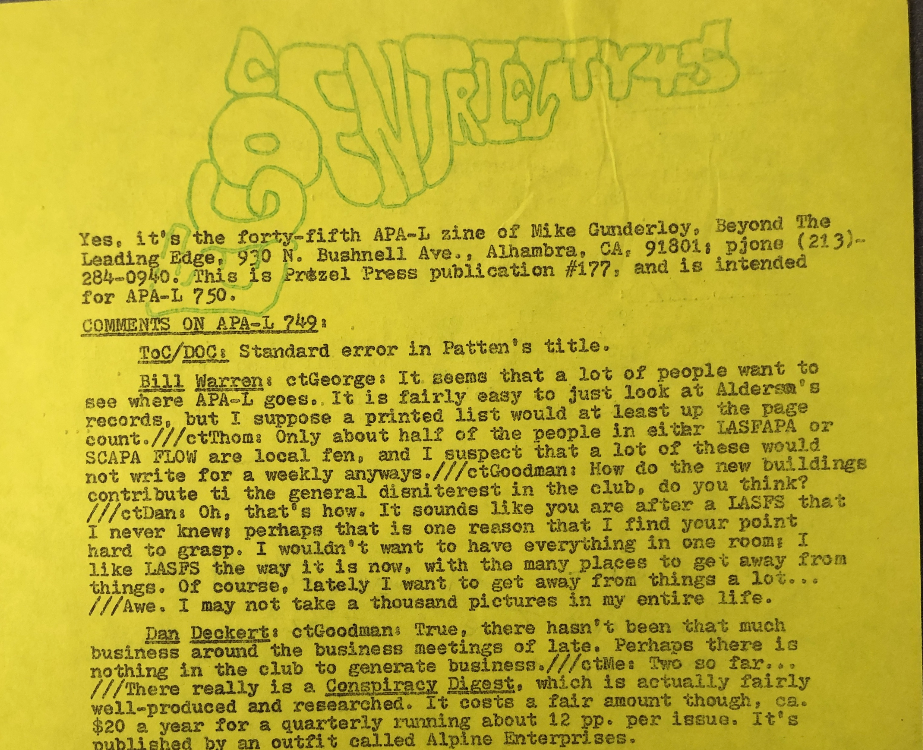 EGOCENTRICITY 45
Yes, it's the forty-fifth APA-L zine of Mike Gunderloy, Beyond The
Leading Edge, 930 N. Bushnell Ave., Alhambra, CA, 91801; pjone (213)-
284-0940. This is Pretzel Press publication #177, and is intended
for APA-L 750.
COMMENTS ON APA-L 749:
ToC/DOC: Standard error in Patten's title.
Bill Warren: ctGeorge: It seems that a lot of people want to
see where APA-L goes. It is fairly easy to just look at Aldersm's
records, but I suppose a printed list would at least up the page
count.///ctThom: Only about half of the people in either LASFAPA or
SCAPA FLOW are local fen, and I suspect that a lot of these would
not write for a weekly anyways.///ctGoodman: How do the new buildings
contribute ti the general disniterest in the club, do you think?
///ctDan: Oh, that's how. It sounds like you are after a LASFS that
I never knew; perhaps that is one reason that I find your point
hard to grasp. I wouldn't want to have everything in one room; I
like LASFS the way it is now, with the many places to get away from
things. Of course, lately I want to get away from things a lot...
///Awe. I may not take a thousand pictures in my entire life.
Dan Deckert: ctGoodman: True, there hasn't been that much
business around the business meetings of late. Perhaps there is
nothing in the club to generate business.///ctMe: Two so far...
///There really is a Conspiracy Digest, which is actually fairly
well-produced and researched. It costs a fair amount though, ca.
$20 a year for a quarterly running about 12 pp. per issue. It's
published by an outfit called Alpine Enterprises.